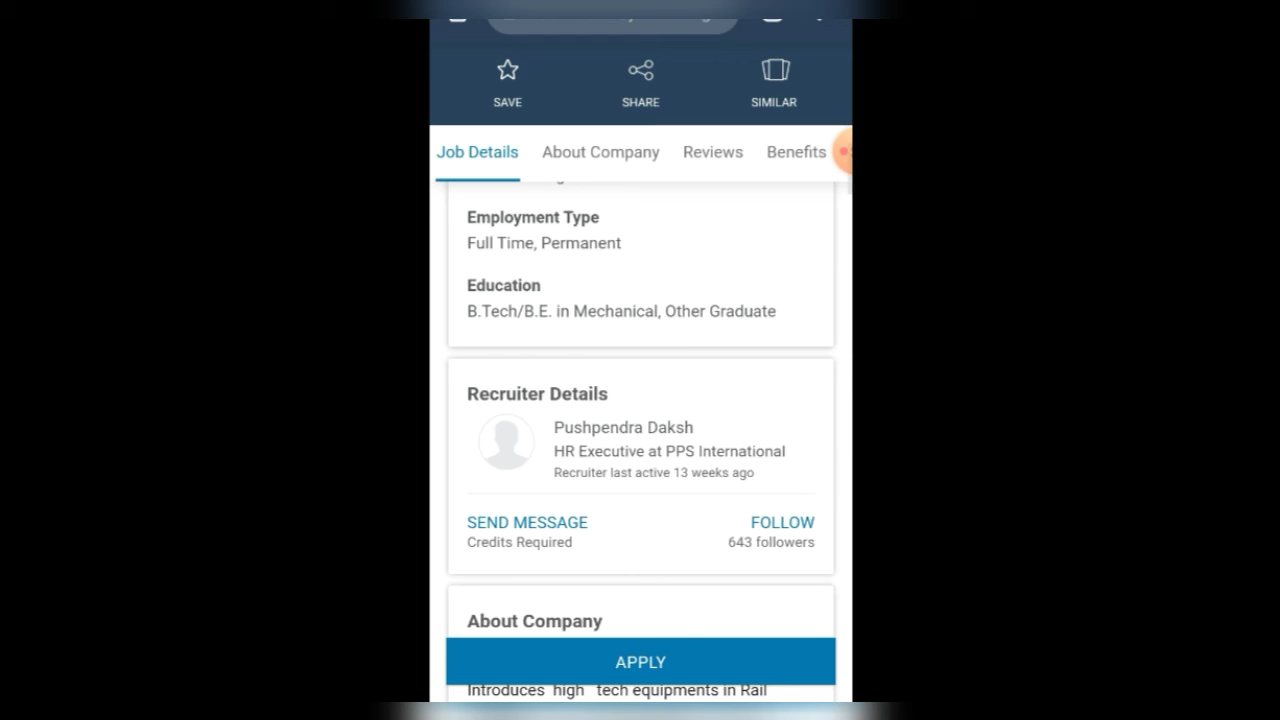 SAVE
SHARE
SIMILAR
Job Details
About Company
Reviews
Benefits
Employment Type
Full Time, Permanent
Education
B.Tech/B.E. in Mechanical, Other Graduate
Recruiter Details
Pushpendra Daksh
HR Executive at PPS International
Recruiter last active 13 weeks ago
SEND MESSAGE
FOLLOW
Credits Required
643 followers
About Company
APPLY
Introduces high tech equipments in Rail